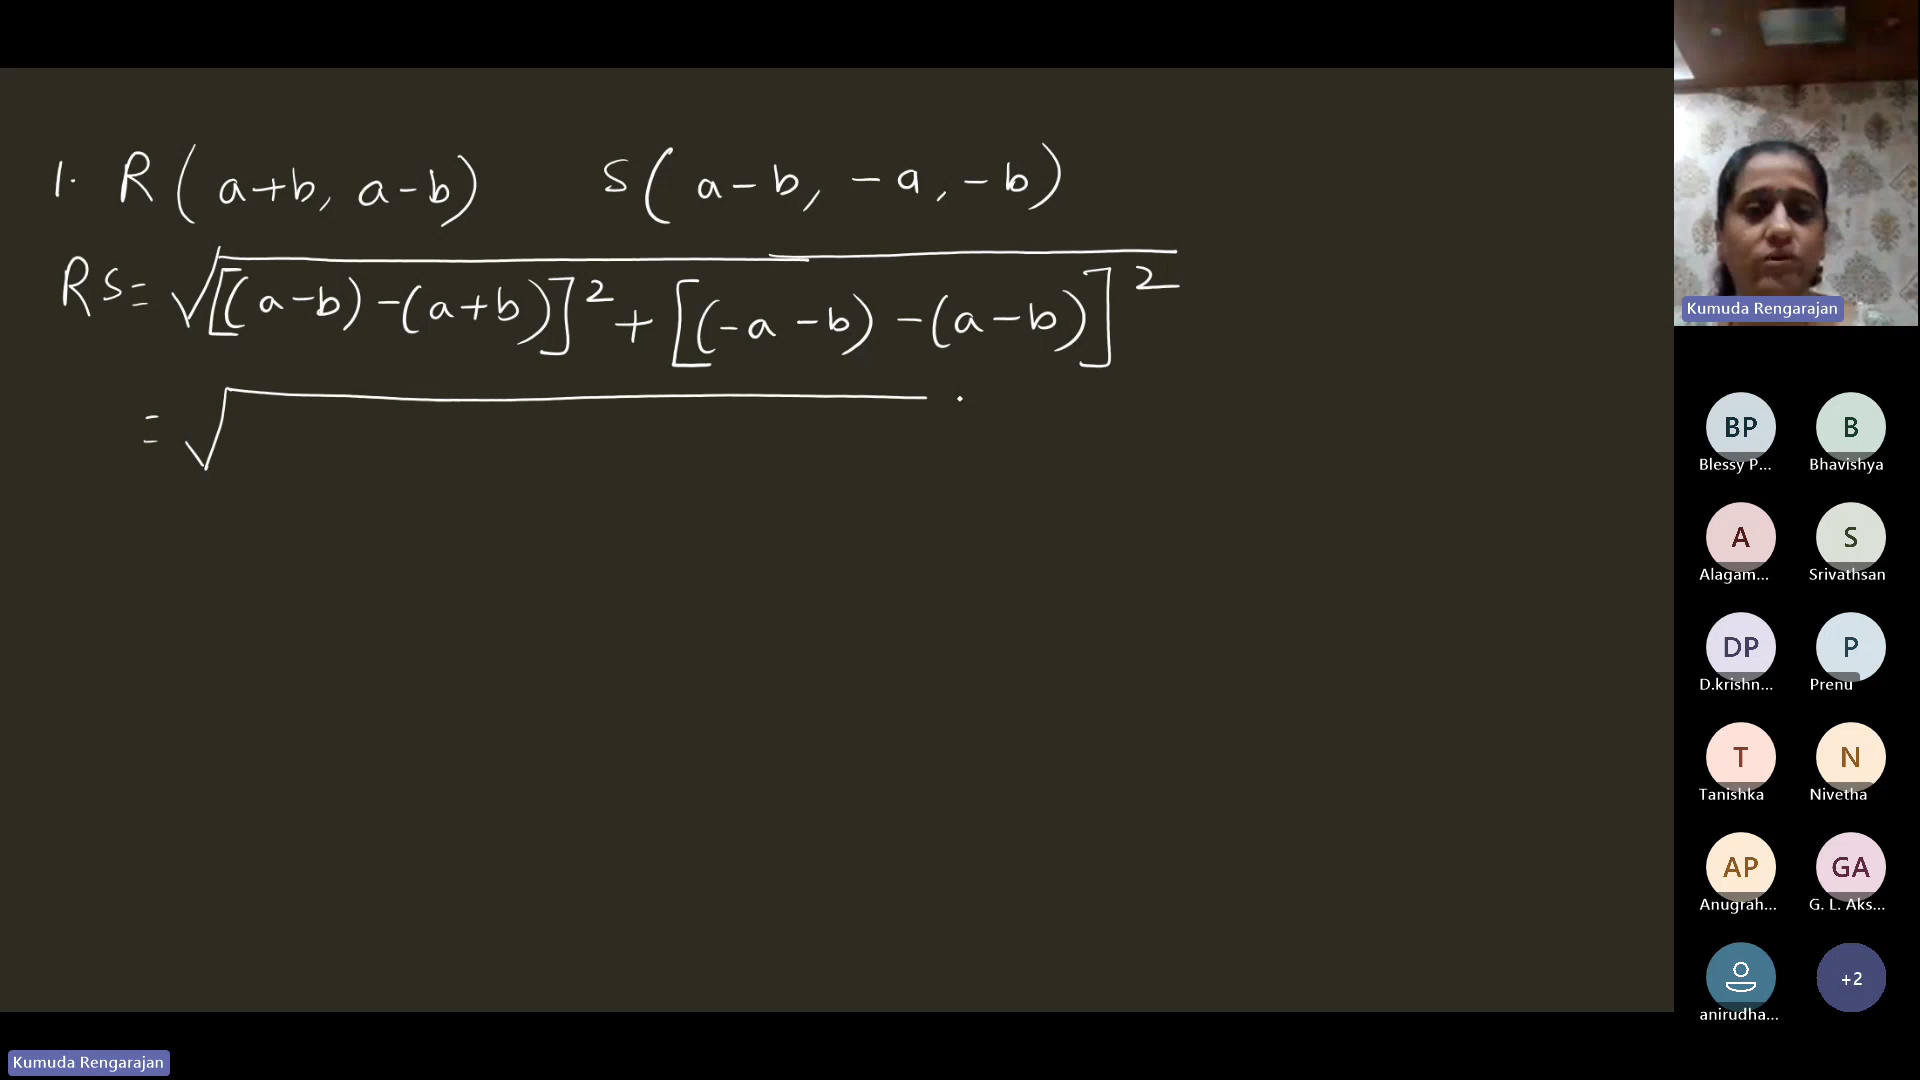 1. R(a+b, a-b) S(a-b, -a, -b)
RS= √[(a-b)-(a+b)]² + [(-a-b)-(a-b)]²
= √
Kumuda Rengarajan
BP B
Blessy P... Bhavishya
A S
Alagam... Srivathsan
DP P
D.krishn... Prenu
T N
Tanishka Nivetha
AP GA
Anugrah... G. L. Aks...
+2
anirudha...
Kumuda Rengarajan